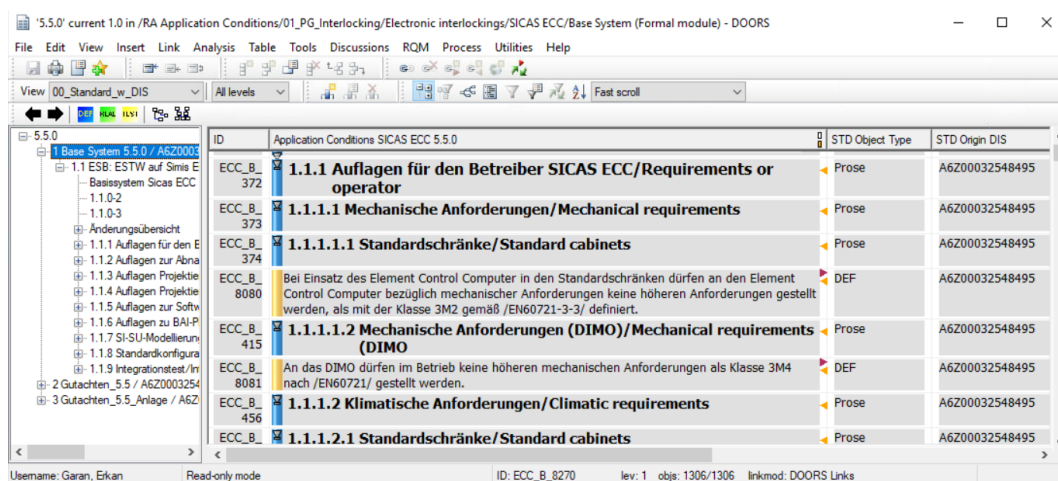 '5.5.0' current 1.0 in /RA Application Conditions/01_PG_Interlocking/Electronic interlockings/SICAS ECC/Base System (Formal module) - DOORS
File Edit View Insert Link Analysis Table Tools Discussions RQM Process Utilities Help
View 00_Standard_w_DIS All levels Fast scroll
DEF REAL TEST
5.5.0
1 Base System 5.5.0 / A6Z0003
1.1 ESB: ESTW auf Simis E
Basissystem Sicas ECC
1.1.0-2
1.1.0-3
Änderungsübersicht
1.1.1 Auflagen für den B
1.1.2 Auflagen zur Abna
1.1.3 Auflagen Projektie
1.1.4 Auflagen Projektie
1.1.5 Auflagen zur Softw
1.1.6 Auflagen zu BAI-P
1.1.7 SI-SU-Modellierun
1.1.8 Standardkonfigura
1.1.9 Integrationstest/In
2 Gutachten_5.5 / A6Z0003254
3 Gutachten_5.5_Anlage / A6Z
ID Application Conditions SICAS ECC 5.5.0 STD Object Type STD Origin DIS
ECC_B_ 1.1.1 Auflagen für den Betreiber SICAS ECC/Requirements or Prose A6Z00032548495
372 operator
ECC_B_ 1.1.1.1 Mechanische Anforderungen/Mechanical requirements Prose A6Z00032548495
373
ECC_B_ 1.1.1.1.1 Standardschränke/Standard cabinets Prose A6Z00032548495
374
ECC_B_ Bei Einsatz des Element Control Computer in den Standardschränken dürfen an den Element DEF A6Z00032548495
8080 Control Computer bezüglich mechanischer Anforderungen keine höheren Anforderungen gestellt
werden, als mit der Klasse 3M2 gemäß /EN60721-3-3/ definiert.
ECC_B_ 1.1.1.1.2 Mechanische Anforderungen (DIMO)/Mechanical requirements Prose A6Z00032548495
415 (DIMO
ECC_B_ An das DIMO dürfen im Betrieb keine höheren mechanischen Anforderungen als Klasse 3M4 DEF A6Z00032548495
8081 nach /EN60721/ gestellt werden.
ECC_B_ 1.1.1.2 Klimatische Anforderungen/Climatic requirements Prose A6Z00032548495
456
ECC_B_ 1.1.1.2.1 Standardschränke/Standard cabinets Prose A6Z00032548495
Username: Garan, Erkan Read-only mode ID: ECC_B_8270 lev: 1 objs: 1306/1306 linkmod: DOORS Links